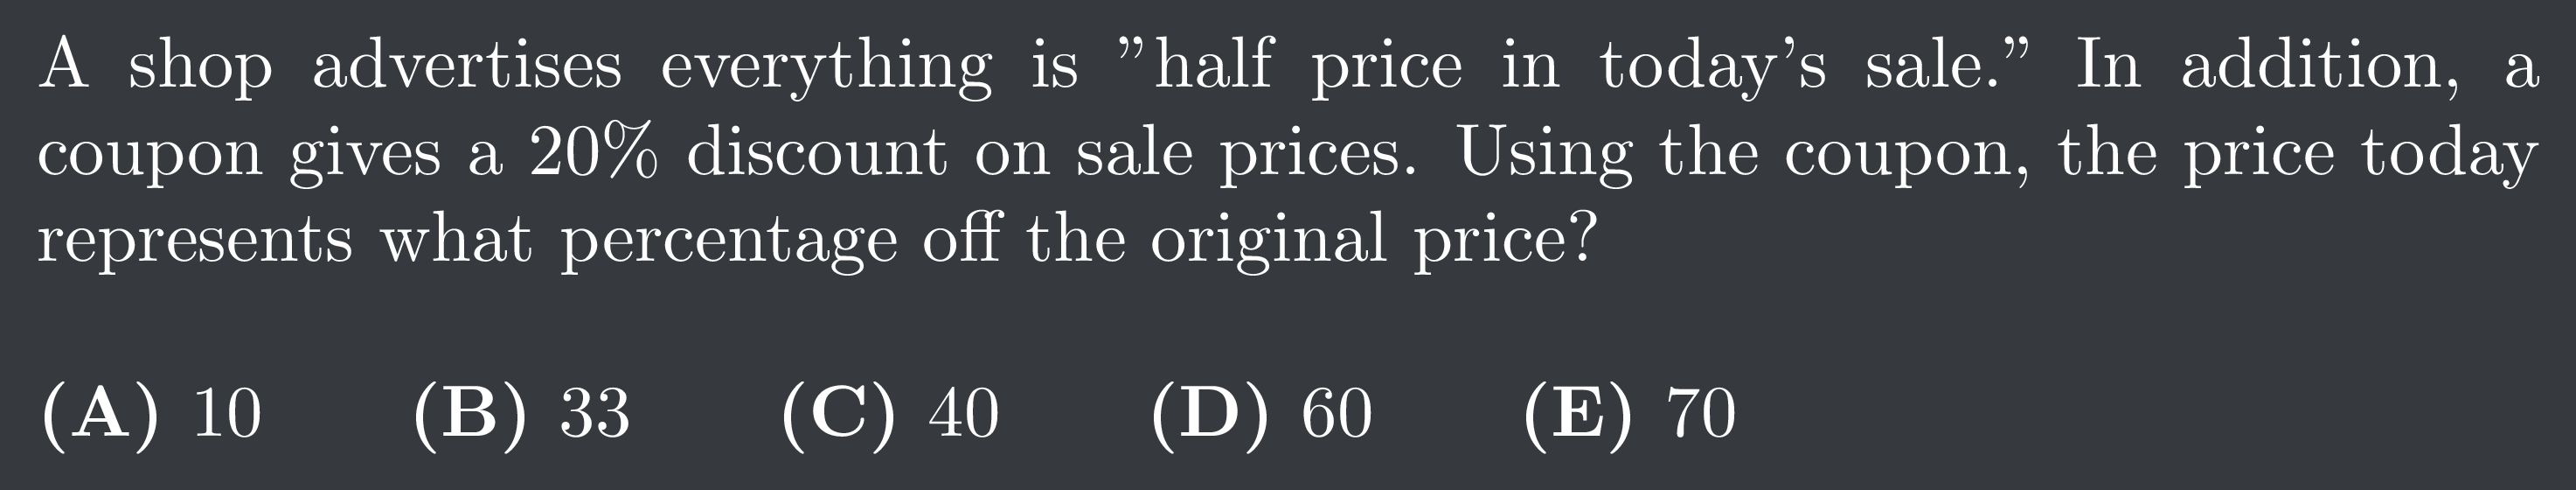 A shop advertises everything is ”half price in today’s sale.” In addition, a
coupon gives a 20% discount on sale prices. Using the coupon, the price today
represents what percentage off the original price?
(A) 10 (B) 33 (C) 40 (D) 60 (E) 70